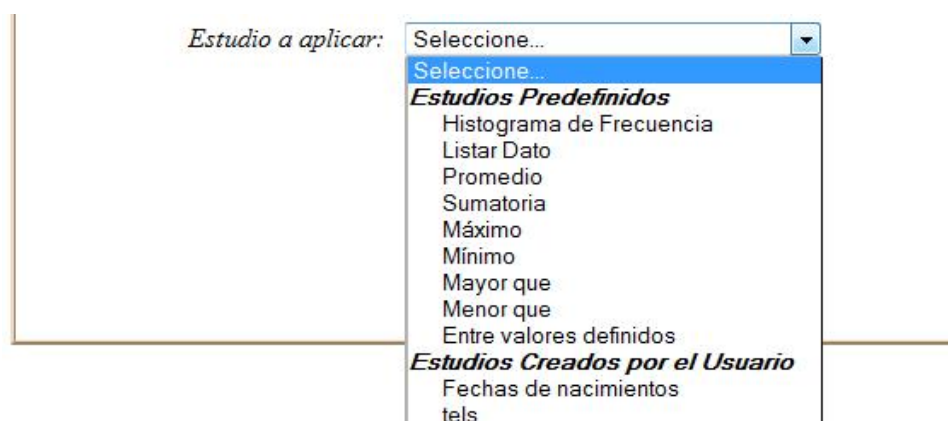 Estudio a aplicar: Seleccione...
Seleccione...
Estudios Predefinidos
Histograma de Frecuencia
Listar Dato
Promedio
Sumatoria
Máximo
Mínimo
Mayor que
Menor que
Entre valores definidos
Estudios Creados por el Usuario
Fechas de nacimientos
tels